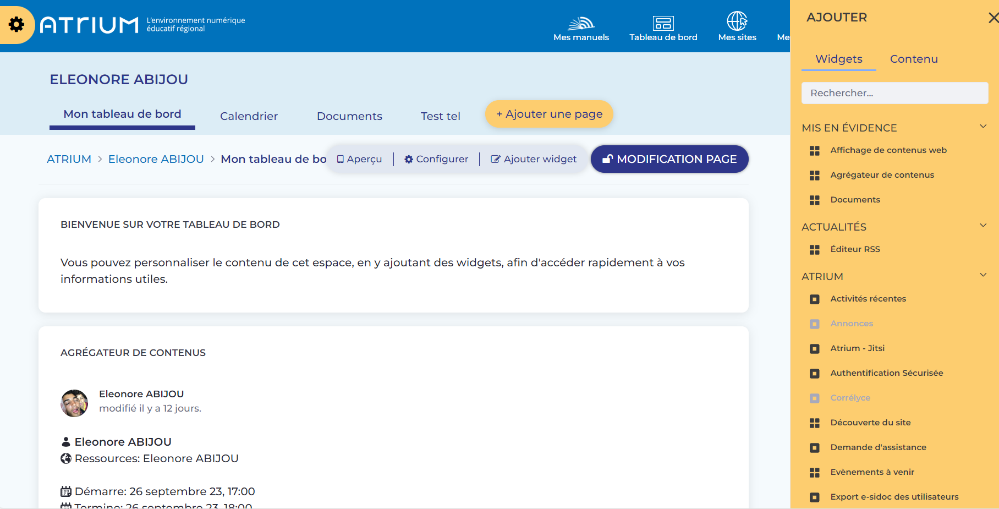 ATRIUM
L'environnement numérique
éducatif régional
Mes manuels
Tableau de bord
Mes sites
Me
ELEONORE ABIJOU
Mon tableau de bord
Calendrier
Documents
Test tel
+ Ajouter une page
ATRIUM > Eleonore ABIJOU > Mon tableau de bo
Aperçu
Configurer
Ajouter widget
MODIFICATION PAGE
BIENVENUE SUR VOTRE TABLEAU DE BORD
Vous pouvez personnaliser le contenu de cet espace, en y ajoutant des widgets, afin d'accéder rapidement à vos
informations utiles.
AGRÉGATEUR DE CONTENUS
Eleonore ABIJOU
modifié il y a 12 jours.
Eleonore ABIJOU
Ressources: Eleonore ABIJOU
Démarre: 26 septembre 23, 17:00
Termine: 26 septembre 23, 18:00
AJOUTER
Widgets
Contenu
Rechercher...
MIS EN ÉVIDENCE
Affichage de contenus web
Agrégateur de contenus
Documents
ACTUALITÉS
Éditeur RSS
ATRIUM
Activités récentes
Annonces
Atrium - Jitsi
Authentification Sécurisée
Corrélyce
Découverte du site
Demande d'assistance
Evènements à venir
Export e-sidoc des utilisateurs